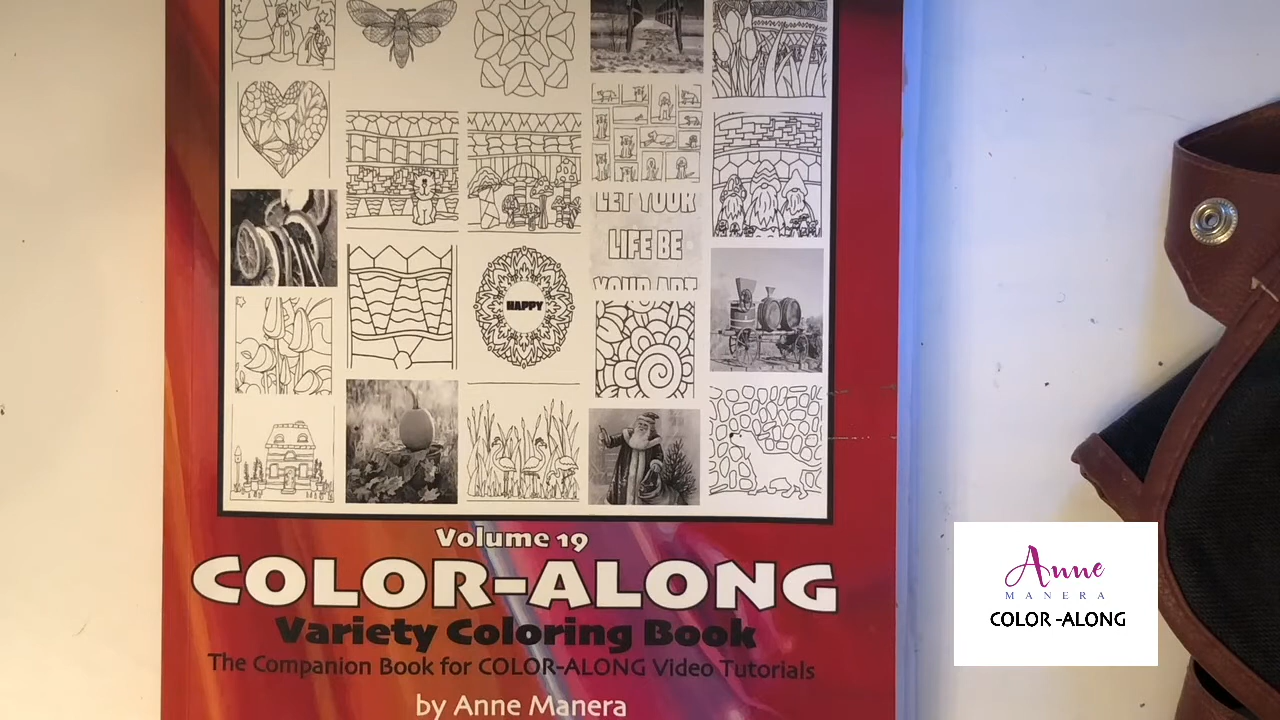 LET YOUR
LIFE BE
YOUR ART
HAPPY
Volume 19
COLOR-ALONG
Variety Coloring Book
The Companion Book for COLOR-ALONG Video Tutorials
by Anne Manera
Anne
MANERA
COLOR -ALONG